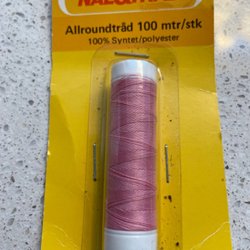 Allroundtråd 100 mtr/stk
100% Syntet/polyester